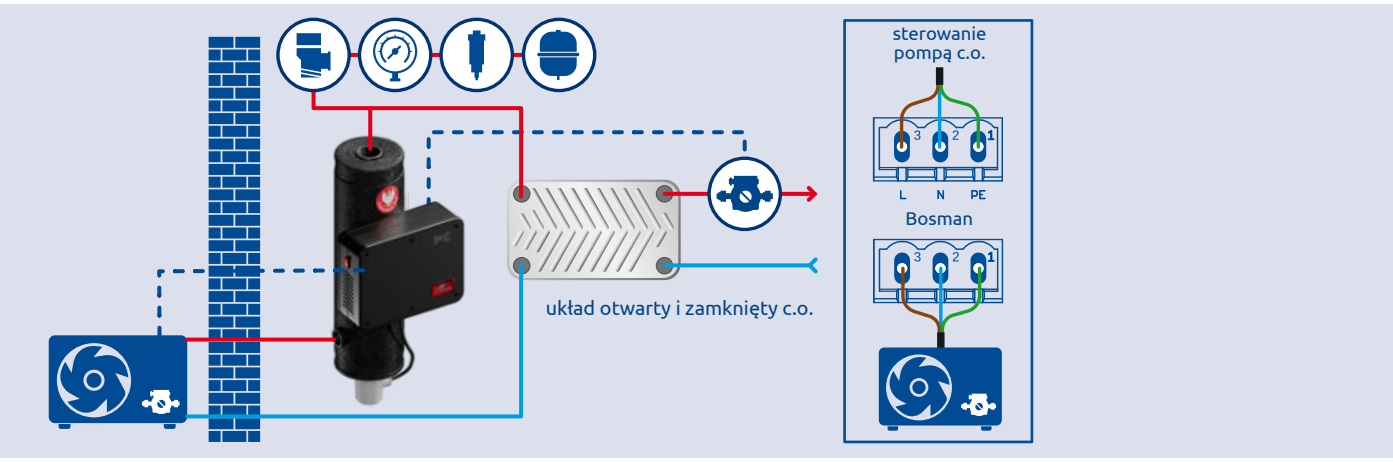 sterowanie
pompą c.o.
3 2 1
L N PE
Bosman
3 2 1
układ otwarty i zamknięty c.o.